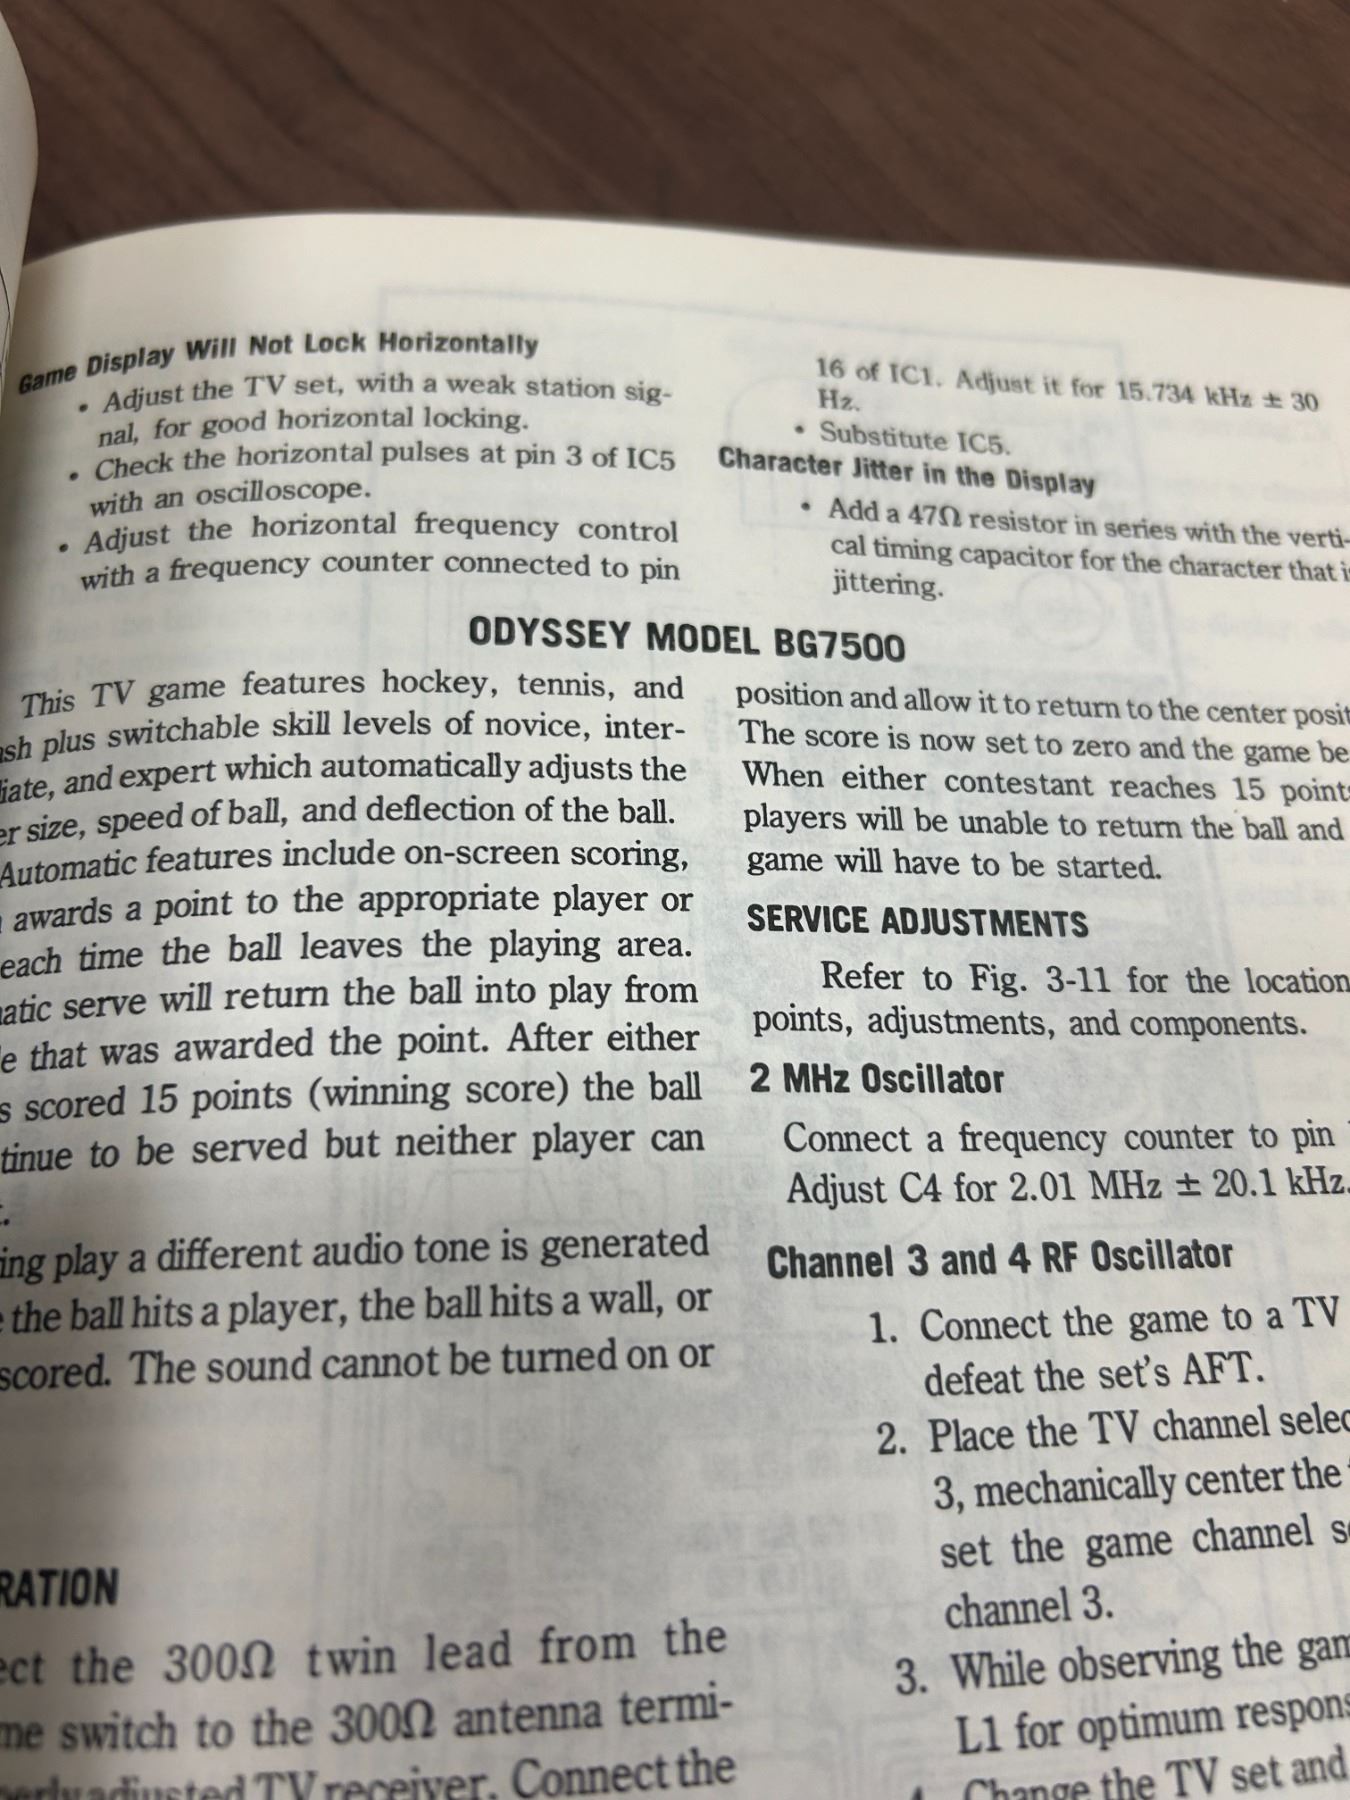 Game Display Will Not Lock Horizontally
• Adjust the TV set, with a weak station sig-
nal, for good horizontal locking.
• Check the horizontal pulses at pin 3 of IC5
with an oscilloscope.
• Adjust the horizontal frequency control
with a frequency counter connected to pin
16 of IC1. Adjust it for 15.734 kHz ± 30
Hz.
• Substitute IC5.
Character Jitter in the Display
• Add a 47Ω resistor in series with the verti-
cal timing capacitor for the character that
jittering.
ODYSSEY MODEL BG7500
This TV game features hockey, tennis, and
plus switchable skill levels of novice, inter-
and expert which automatically adjusts the
size, speed of ball, and deflection of the ball.
Automatic features include on-screen scoring,
awards a point to the appropriate player or
each time the ball leaves the playing area.
serve will return the ball into play from
that was awarded the point. After either
scored 15 points (winning score) the ball
to be served but neither player can
play a different audio tone is generated
the ball hits a player, the ball hits a wall, or
scored. The sound cannot be turned on or
RATION
the 300Ω twin lead from the
switch to the 300Ω antenna termi-
adjusted TV receiver. Connect the
position and allow it to return to the center
The score is now set to zero and the game
When either contestant reaches 15
players will be unable to return the ball and
game will have to be started.
SERVICE ADJUSTMENTS
Refer to Fig. 3-11 for the location
points, adjustments, and components.
2 MHz Oscillator
Connect a frequency counter to pin
Adjust C4 for 2.01 MHz ± 20.1 kHz.
Channel 3 and 4 RF Oscillator
1. Connect the game to a TV
defeat the set's AFT.
2. Place the TV channel
3, mechanically center the
set the game channel
channel 3.
3. While observing the
L1 for optimum
Change the TV set and